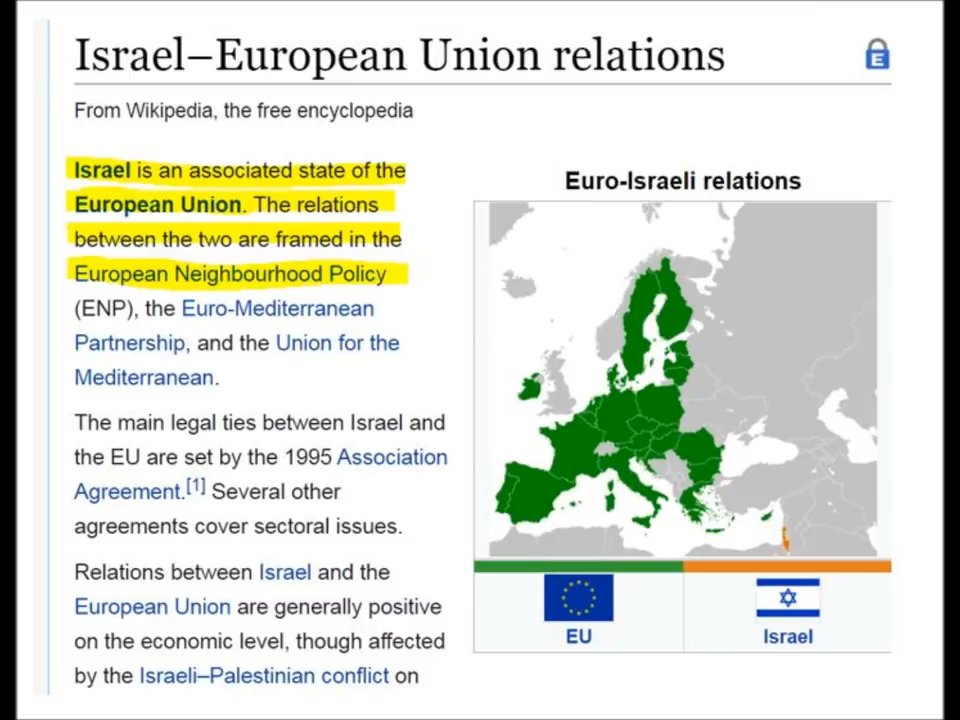 Israel–European Union relations
E
From Wikipedia, the free encyclopedia
Israel is an associated state of the
European Union. The relations
between the two are framed in the
European Neighbourhood Policy
(ENP), the Euro-Mediterranean
Partnership, and the Union for the
Mediterranean.
The main legal ties between Israel and
the EU are set by the 1995 Association
Agreement.[1] Several other
agreements cover sectoral issues.
Relations between Israel and the
European Union are generally positive
on the economic level, though affected
by the Israeli–Palestinian conflict on
Euro-Israeli relations
EU
Israel